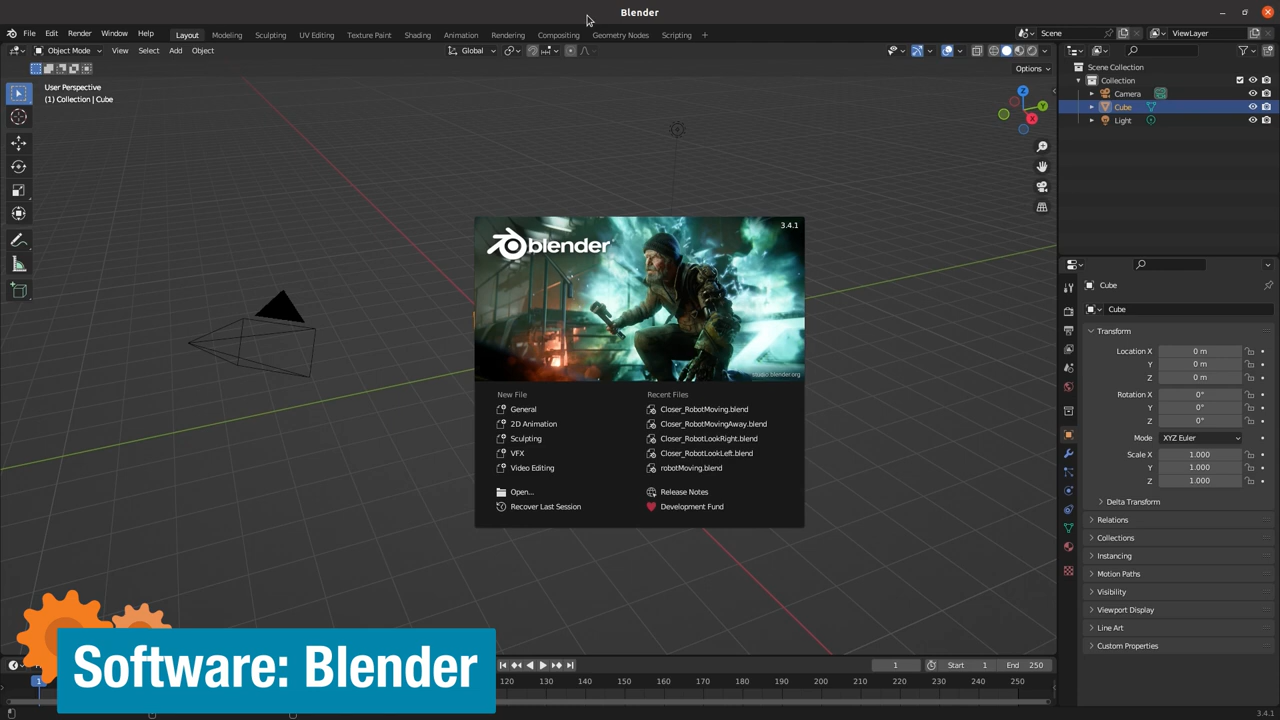 Blender
File Edit Render Window Help
Layout Modeling Sculpting UV Editing Texture Paint Shading Animation Rendering Compositing Geometry Nodes Scripting +
Scene
ViewLayer
Object Mode View Select Add Object
Global
Options
User Perspective
(1) Collection | Cube
Z
Y
X
Scene Collection
Collection
Camera
Cube
Light
blender
3.4.1
studio.blender.org
New File
General
2D Animation
Sculpting
VFX
Video Editing
Open...
Recover Last Session
Recent Files
Closer_RobotMoving.blend
Closer_RobotMovingAway.blend
Closer_RobotLookRight.blend
Closer_RobotLookLeft.blend
robotMoving.blend
Release Notes
Development Fund
Cube
Cube
Transform
Location X 0 m
Y 0 m
Z 0 m
Rotation X 0°
Y 0°
Z 0°
Mode XYZ Euler
Scale X 1.000
Y 1.000
Z 1.000
Delta Transform
Relations
Collections
Instancing
Motion Paths
Visibility
Viewport Display
Line Art
Custom Properties
1 Start 1 End 250
1 120 130 140 150 160 170 180 190 200 210 220 230 240 250
Software: Blender
3.4.1